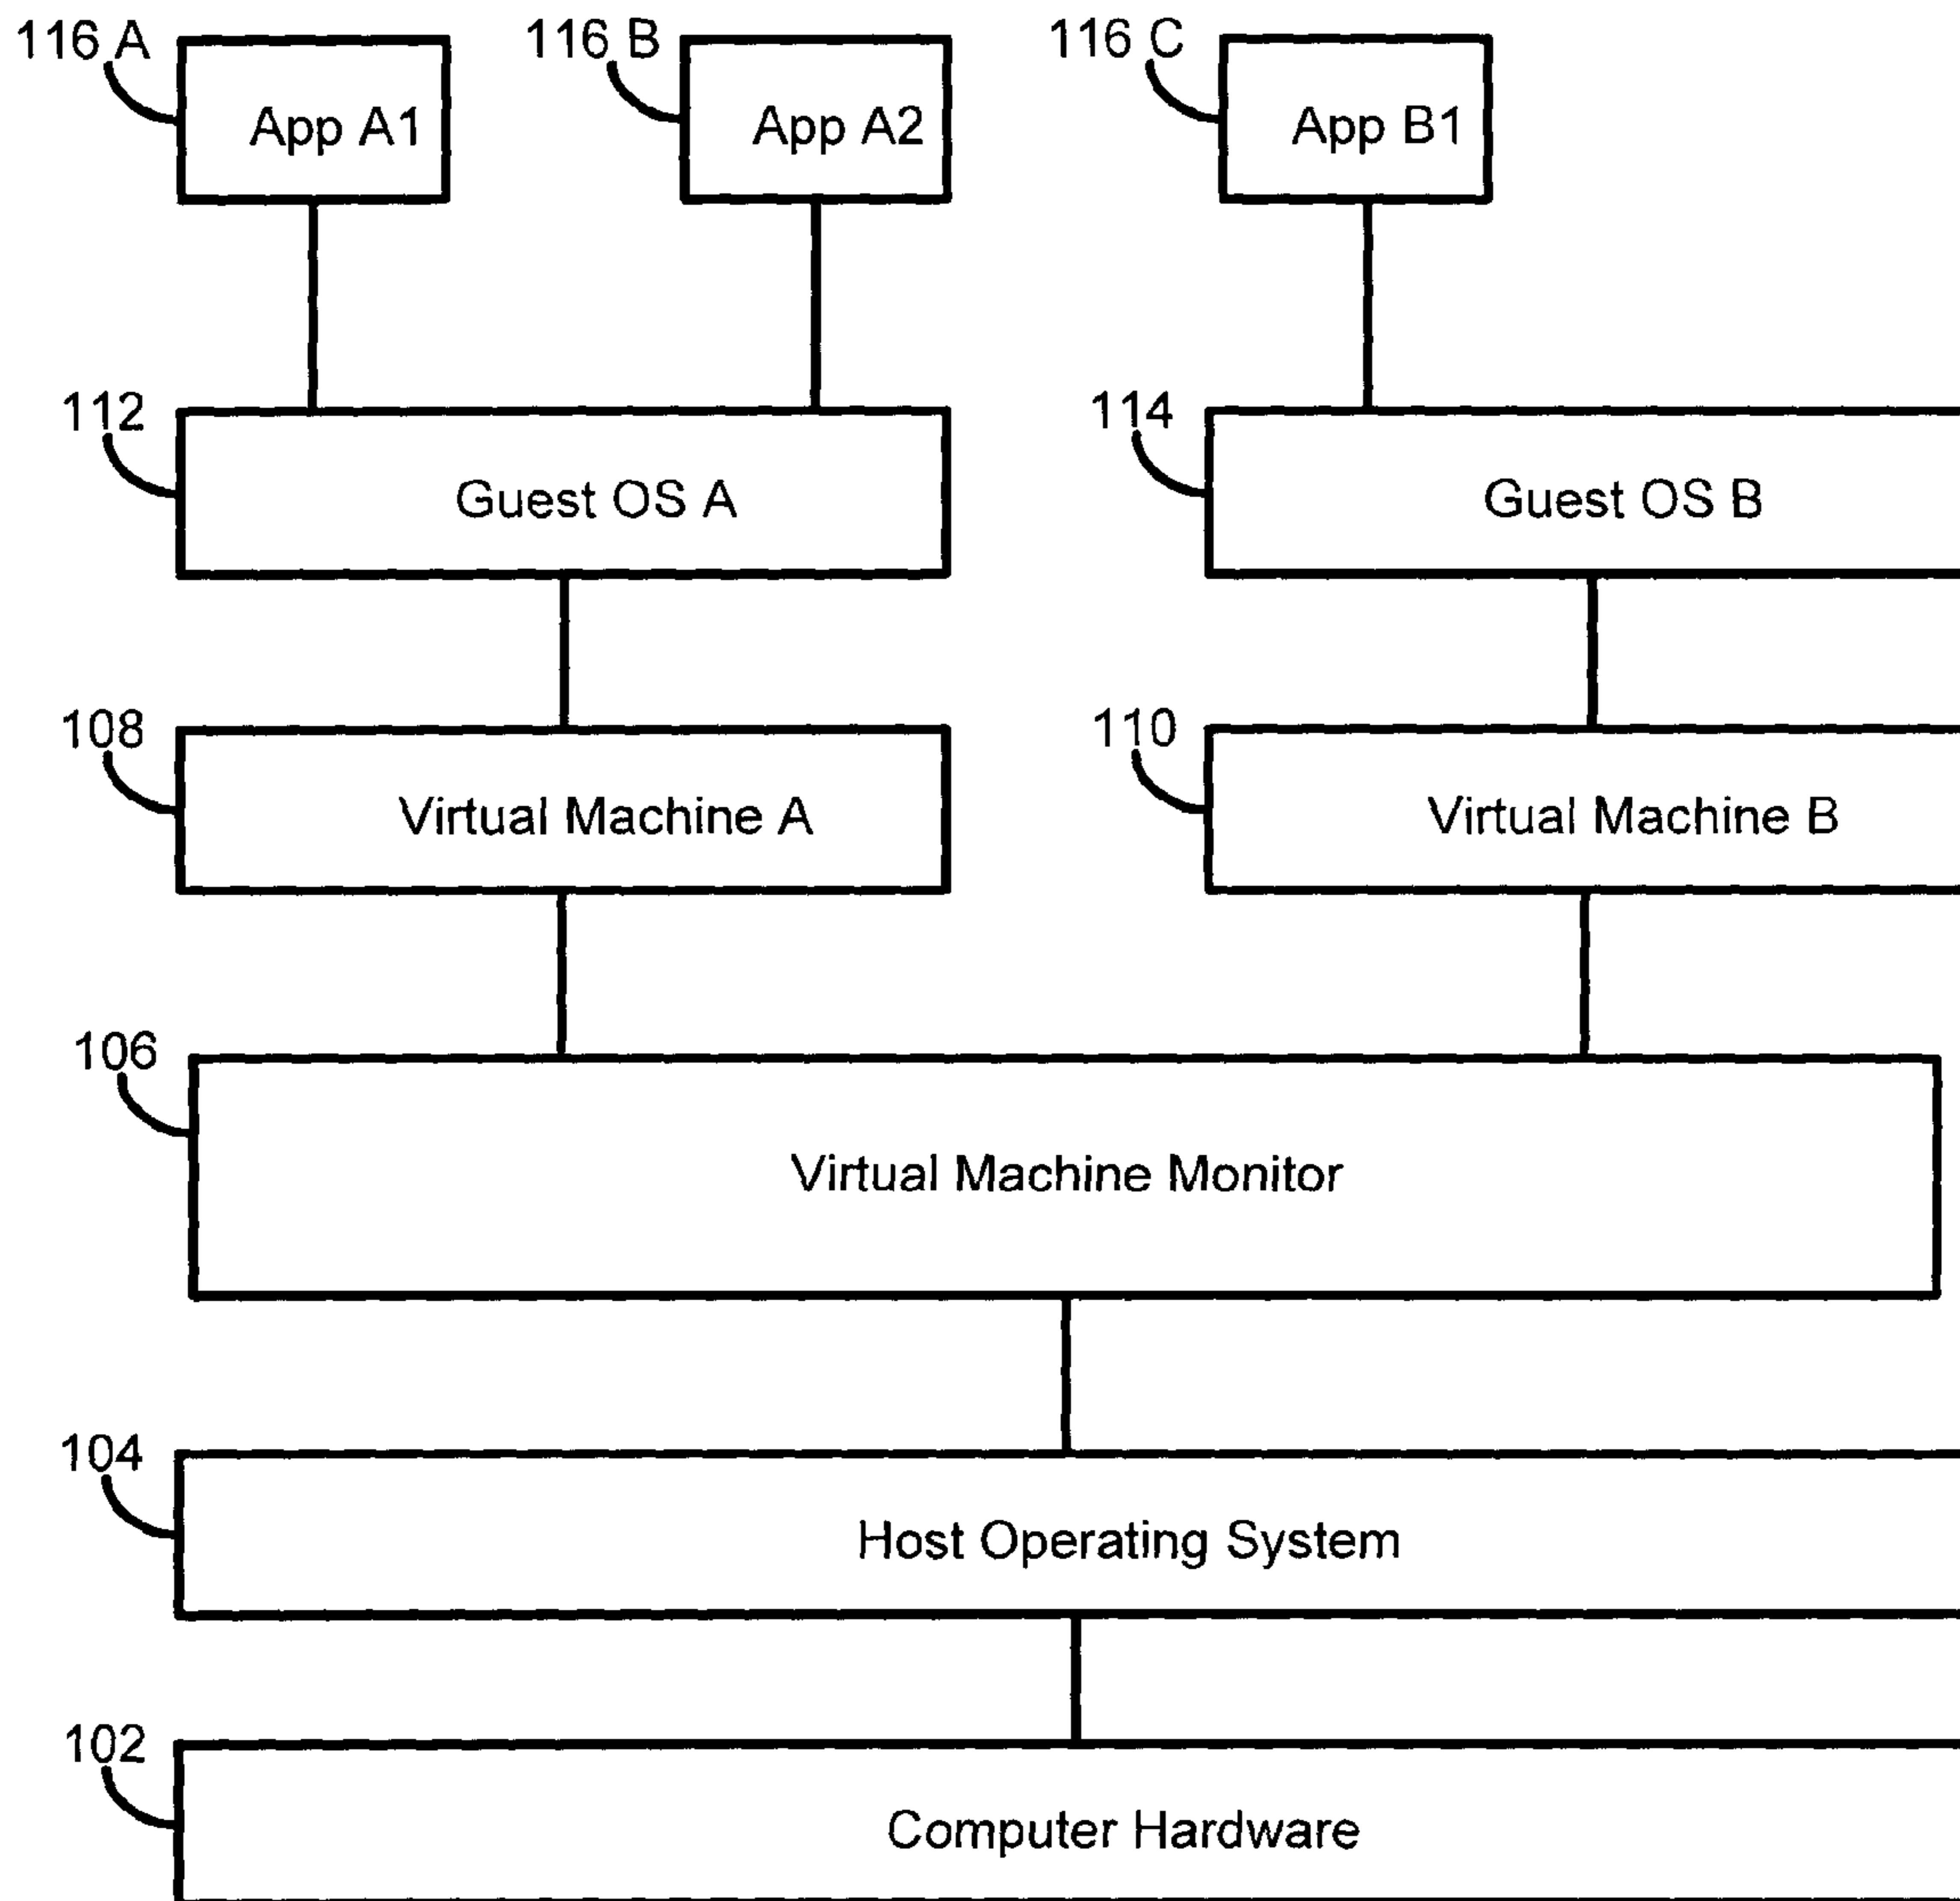 116 A
116 B
116 C
App A1
App A2
App B1
112
114
Guest OS A
Guest OS B
108
110
Virtual Machine A
Virtual Machine B
106
Virtual Machine Monitor
104
Host Operating System
102
Computer Hardware